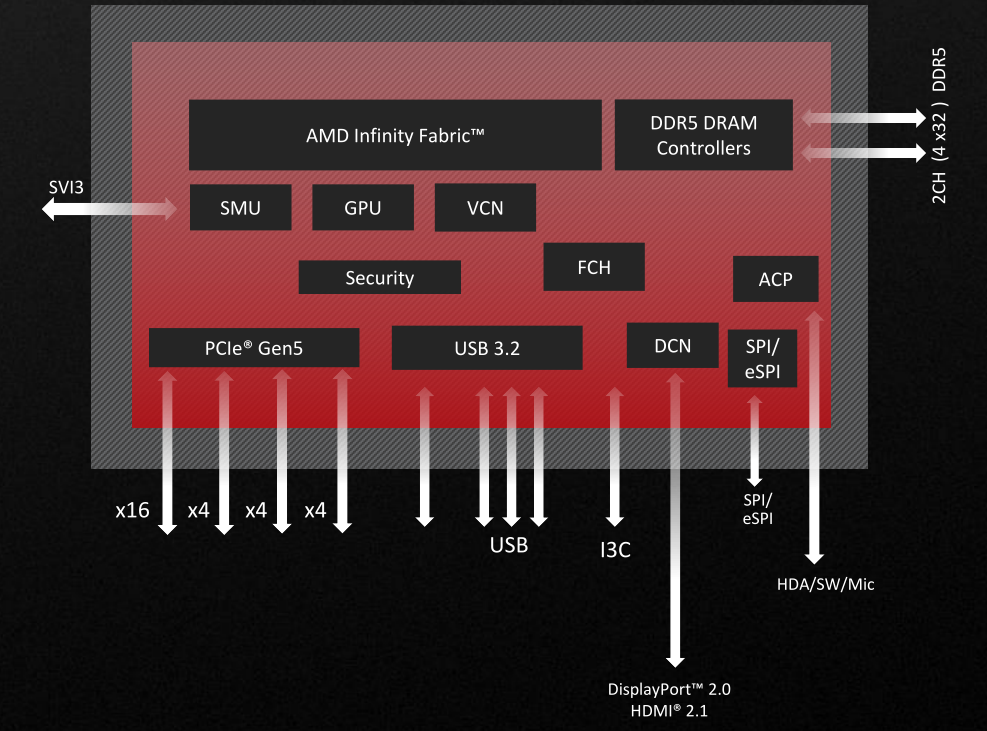 AMD Infinity Fabric™
DDR5 DRAM
Controllers
2CH (4 x32 ) DDR5
SVI3
SMU
GPU
VCN
FCH
Security
ACP
PCIe® Gen5
USB 3.2
DCN
SPI/
eSPI
x16
x4
x4
x4
USB
I3C
SPI/
eSPI
HDA/SW/Mic
DisplayPort™ 2.0
HDMI® 2.1